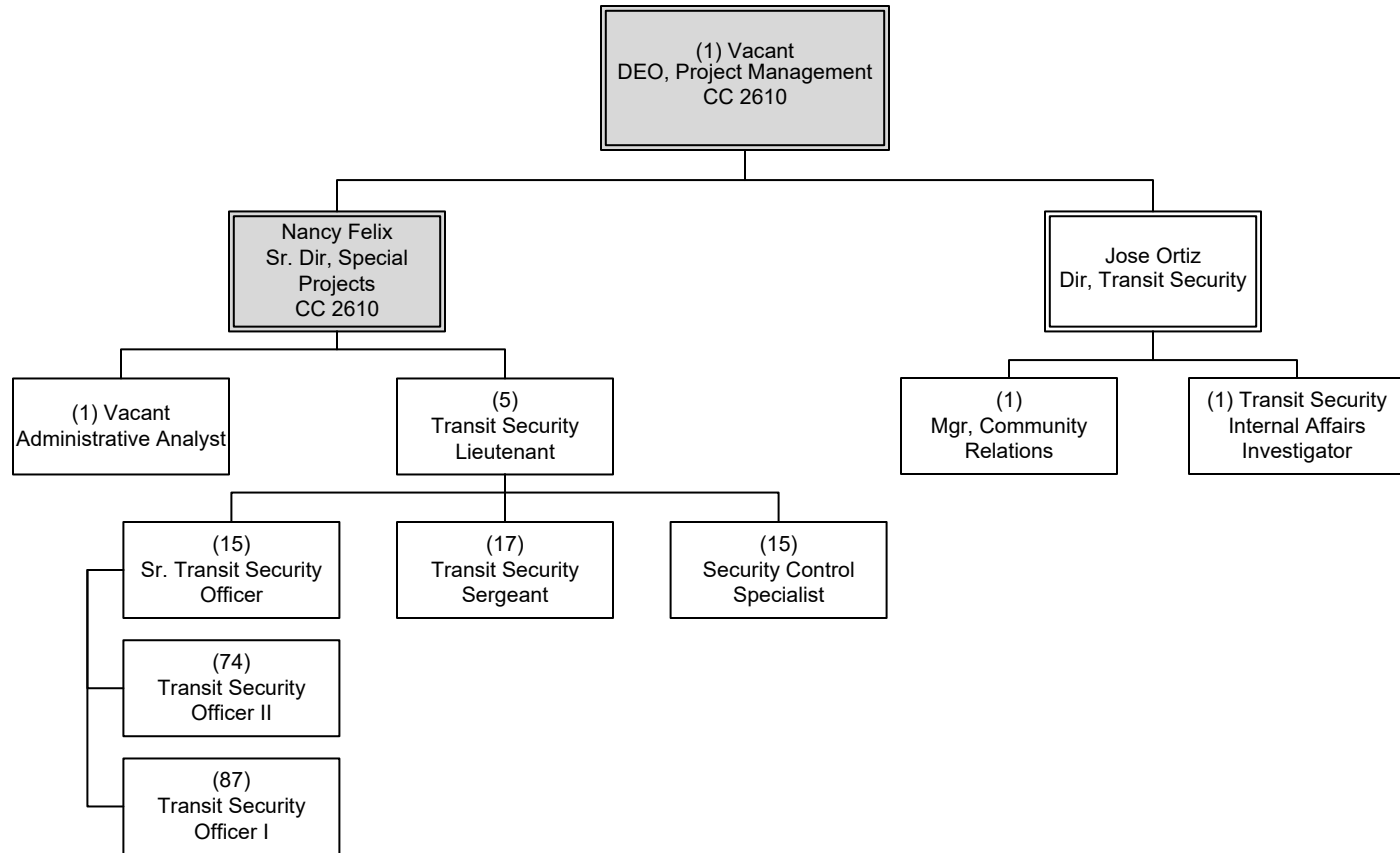 (1) Vacant
DEO, Project Management
CC 2610
Nancy Felix
Sr. Dir, Special
Projects
CC 2610
Jose Ortiz
Dir, Transit Security
(1) Vacant
Administrative Analyst
(5)
Transit Security
Lieutenant
(1)
Mgr, Community
Relations
(1) Transit Security
Internal Affairs
Investigator
(15)
Sr. Transit Security
Officer
(17)
Transit Security
Sergeant
(15)
Security Control
Specialist
(74)
Transit Security
Officer II
(87)
Transit Security
Officer I